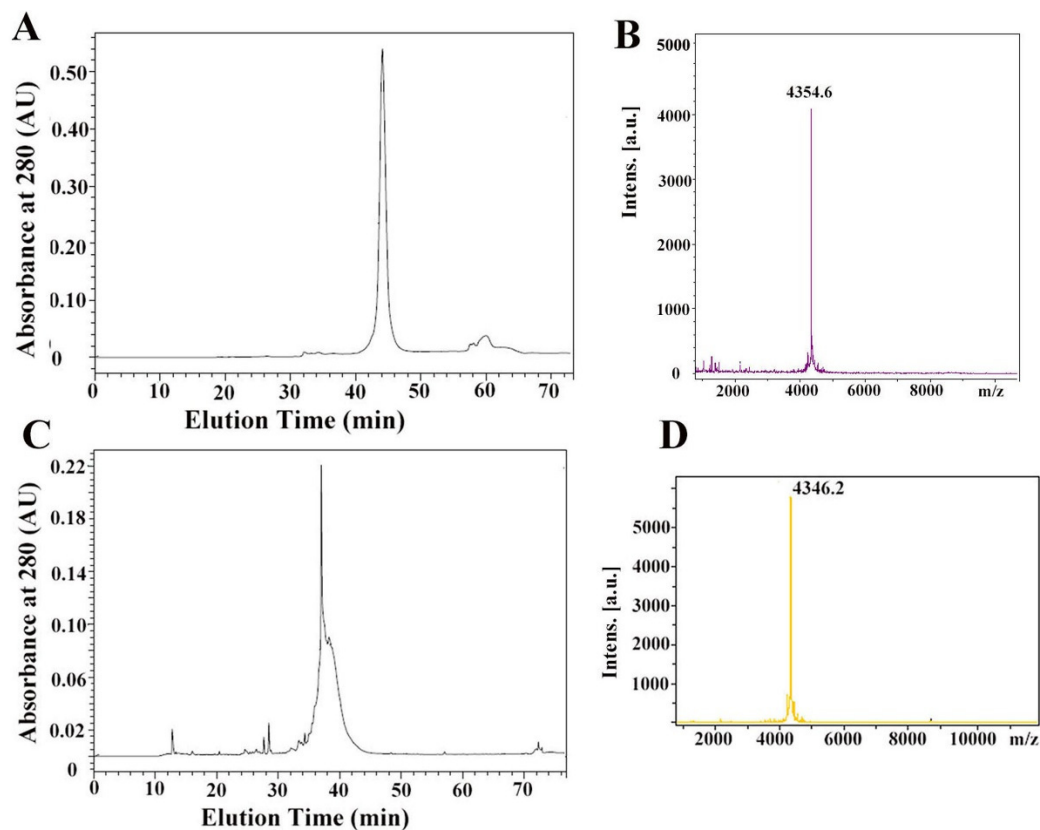 A
Absorbance at 280 (AU)
0.50
0.40
0.30
0.20
0.10
0
0 10 20 30 40 50 60 70
Elution Time (min)
B
Intens. [a.u.]
5000
4000
3000
2000
1000
0
4354.6
2000 4000 6000 8000 m/z
C
Absorbance at 280 (AU)
0.22
0.18
0.14
0.10
0.06
0.02
0
0 10 20 30 40 50 60 70
Elution Time (min)
D
Intens. [a.u.]
5000
4000
3000
2000
1000
0
4346.2
2000 4000 6000 8000 10000 m/z